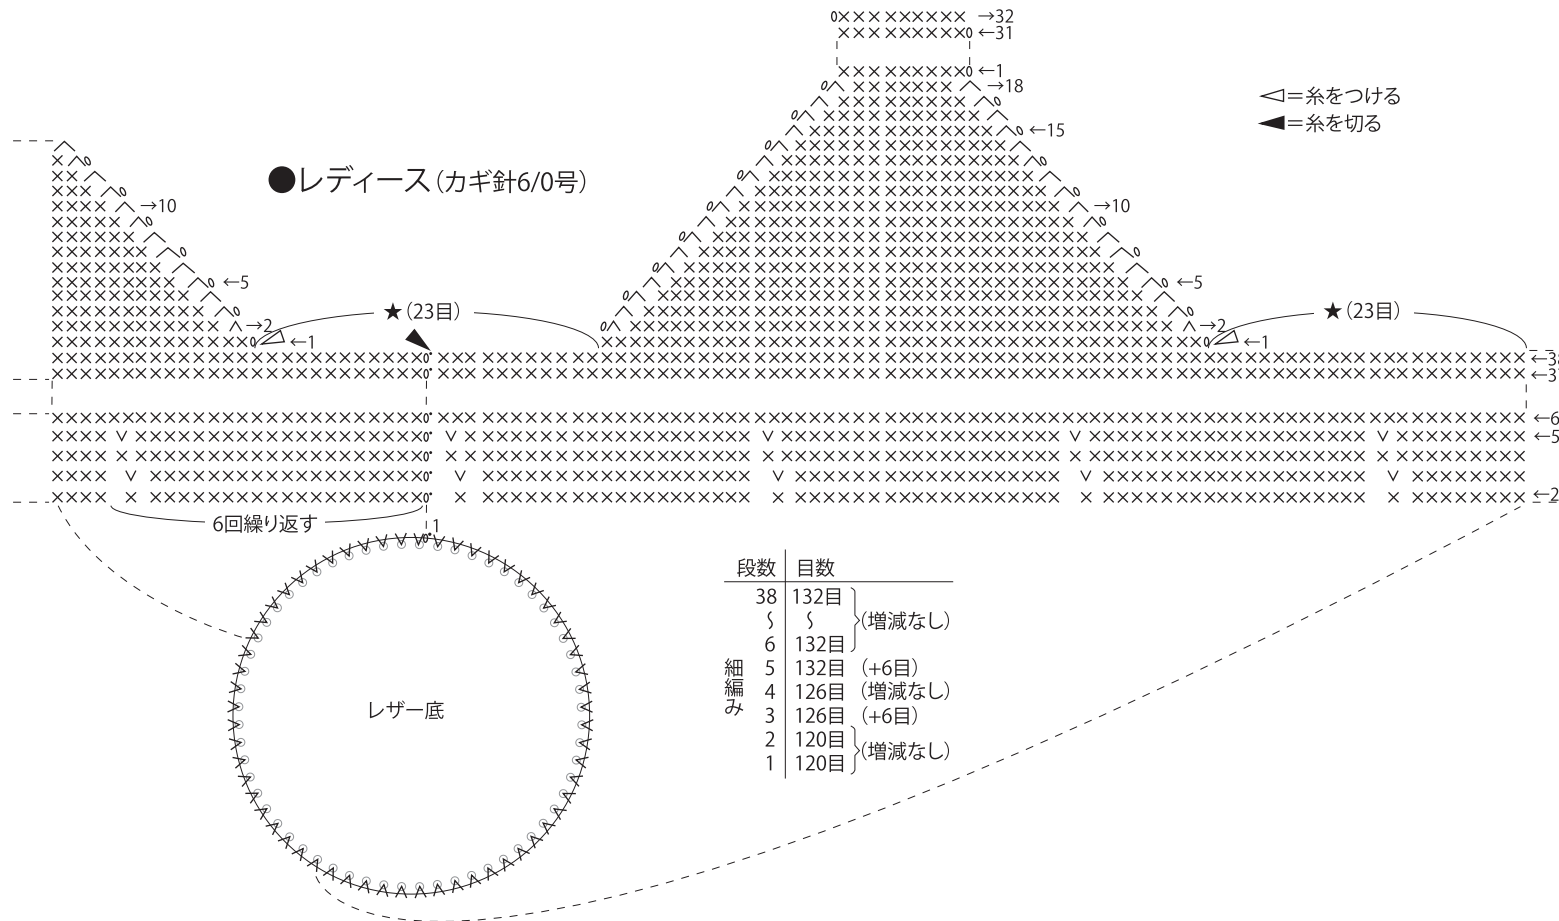 →32
←31
←1
→18
←15
→10
←5
→2
←1
★(23目)
◁=糸をつける
◀=糸を切る
●レディース(カギ針6/0号)
→10
←5
→2
←1
★(23目)
←38
←3
←6
←5
←2
6回繰り返す
1
レザー底
段数 目数
細編み
38 132目
〜 〜 (増減なし)
6 132目
5 132目 (+6目)
4 126目 (増減なし)
3 126目 (+6目)
2 120目
(増減なし)
1 120目